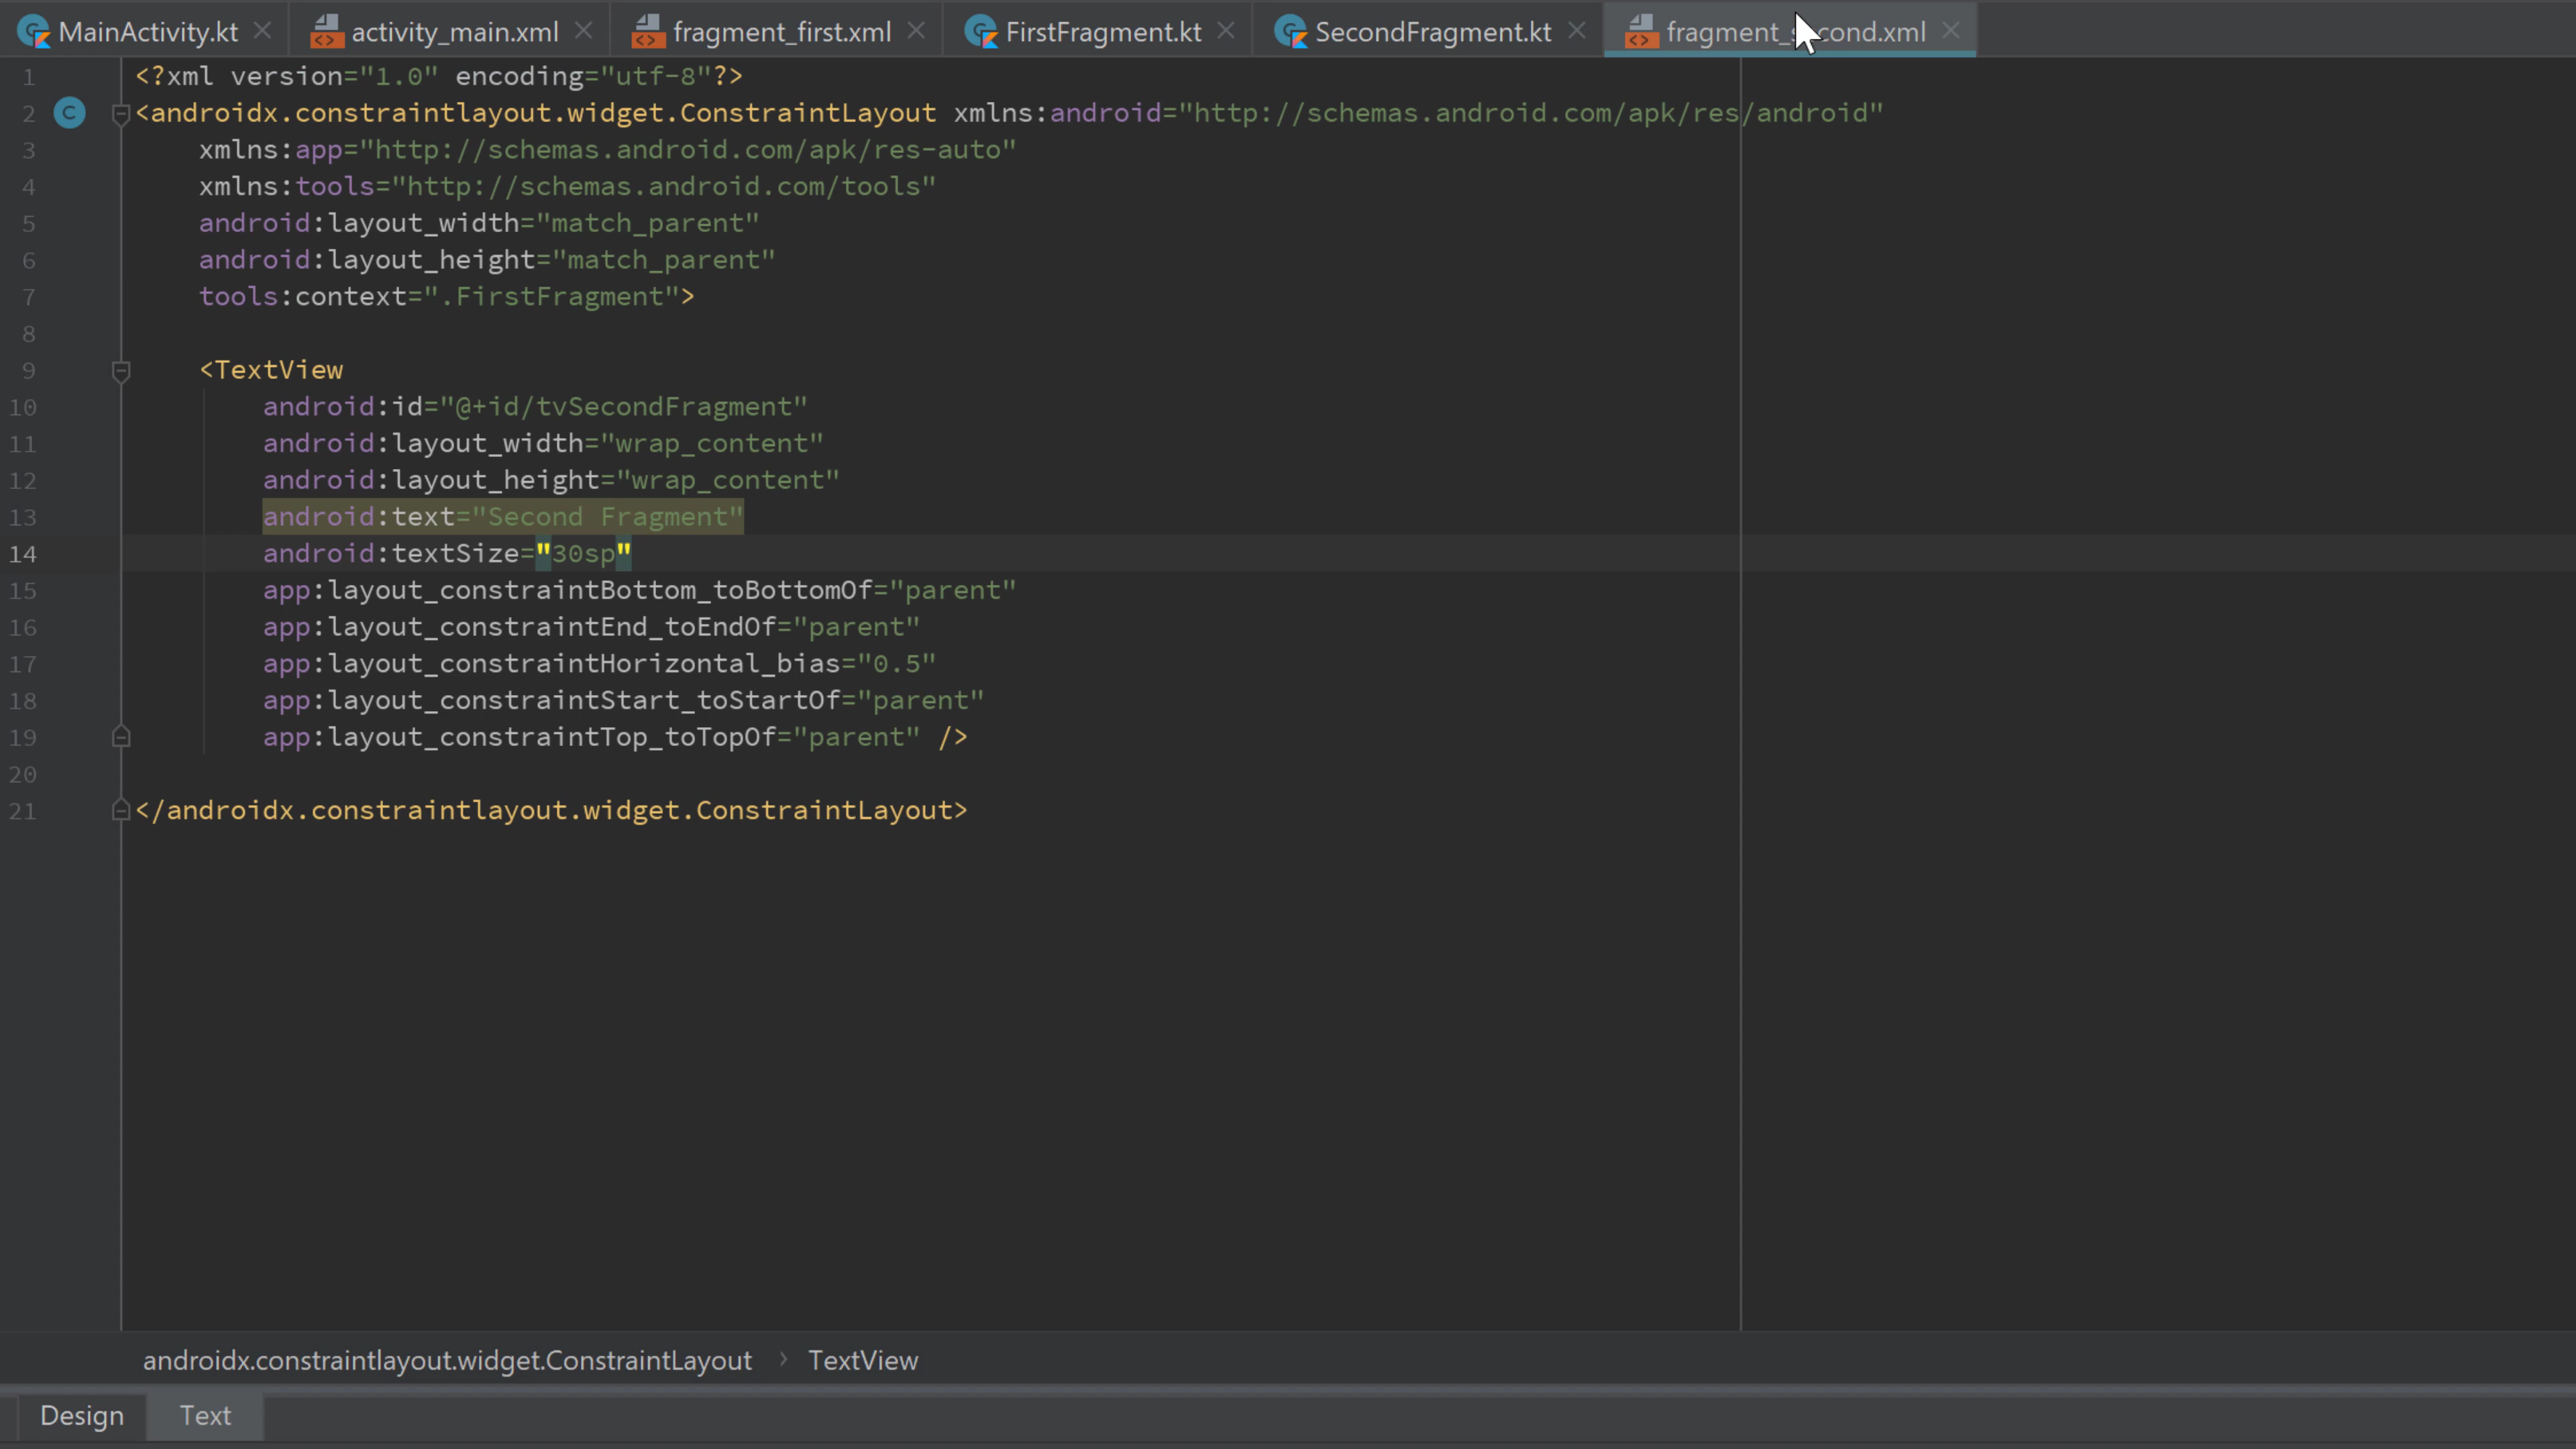 MainActivity.kt activity_main.xml fragment_first.xml FirstFragment.kt SecondFragment.kt
1 <?xml version="1.0" encoding="utf-8"?>
2 <androidx.constraintlayout.widget.ConstraintLayout xmlns:android="http://schemas.android.com/apk/res/android"
3 xmlns:app="http://schemas.android.com/apk/res-auto"
4 xmlns:tools="http://schemas.android.com/tools"
5 android:layout_width="match_parent"
6 android:layout_height="match_parent"
7 tools:context=".FirstFragment">
8
9 <TextView
10 android:id="@+id/tvSecondFragment"
11 android:layout_width="wrap_content"
12 android:layout_height="wrap_content"
13 android:text="Second Fragment"
14 android:textSize="30sp"
15 app:layout_constraintBottom_toBottomOf="parent"
16 app:layout_constraintEnd_toEndOf="parent"
17 app:layout_constraintHorizontal_bias="0.5"
18 app:layout_constraintStart_toStartOf="parent"
19 app:layout_constraintTop_toTopOf="parent" />
20
21 </androidx.constraintlayout.widget.ConstraintLayout>
androidx.constraintlayout.widget.ConstraintLayout › TextView
Design Text